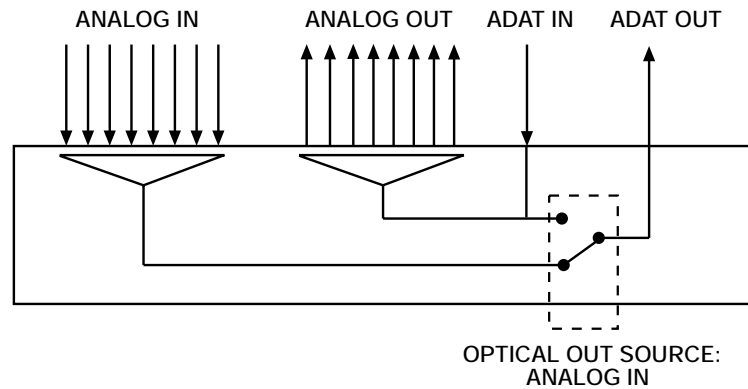 ANALOG IN
ANALOG OUT
ADAT IN
ADAT OUT
OPTICAL OUT SOURCE:
ANALOG IN